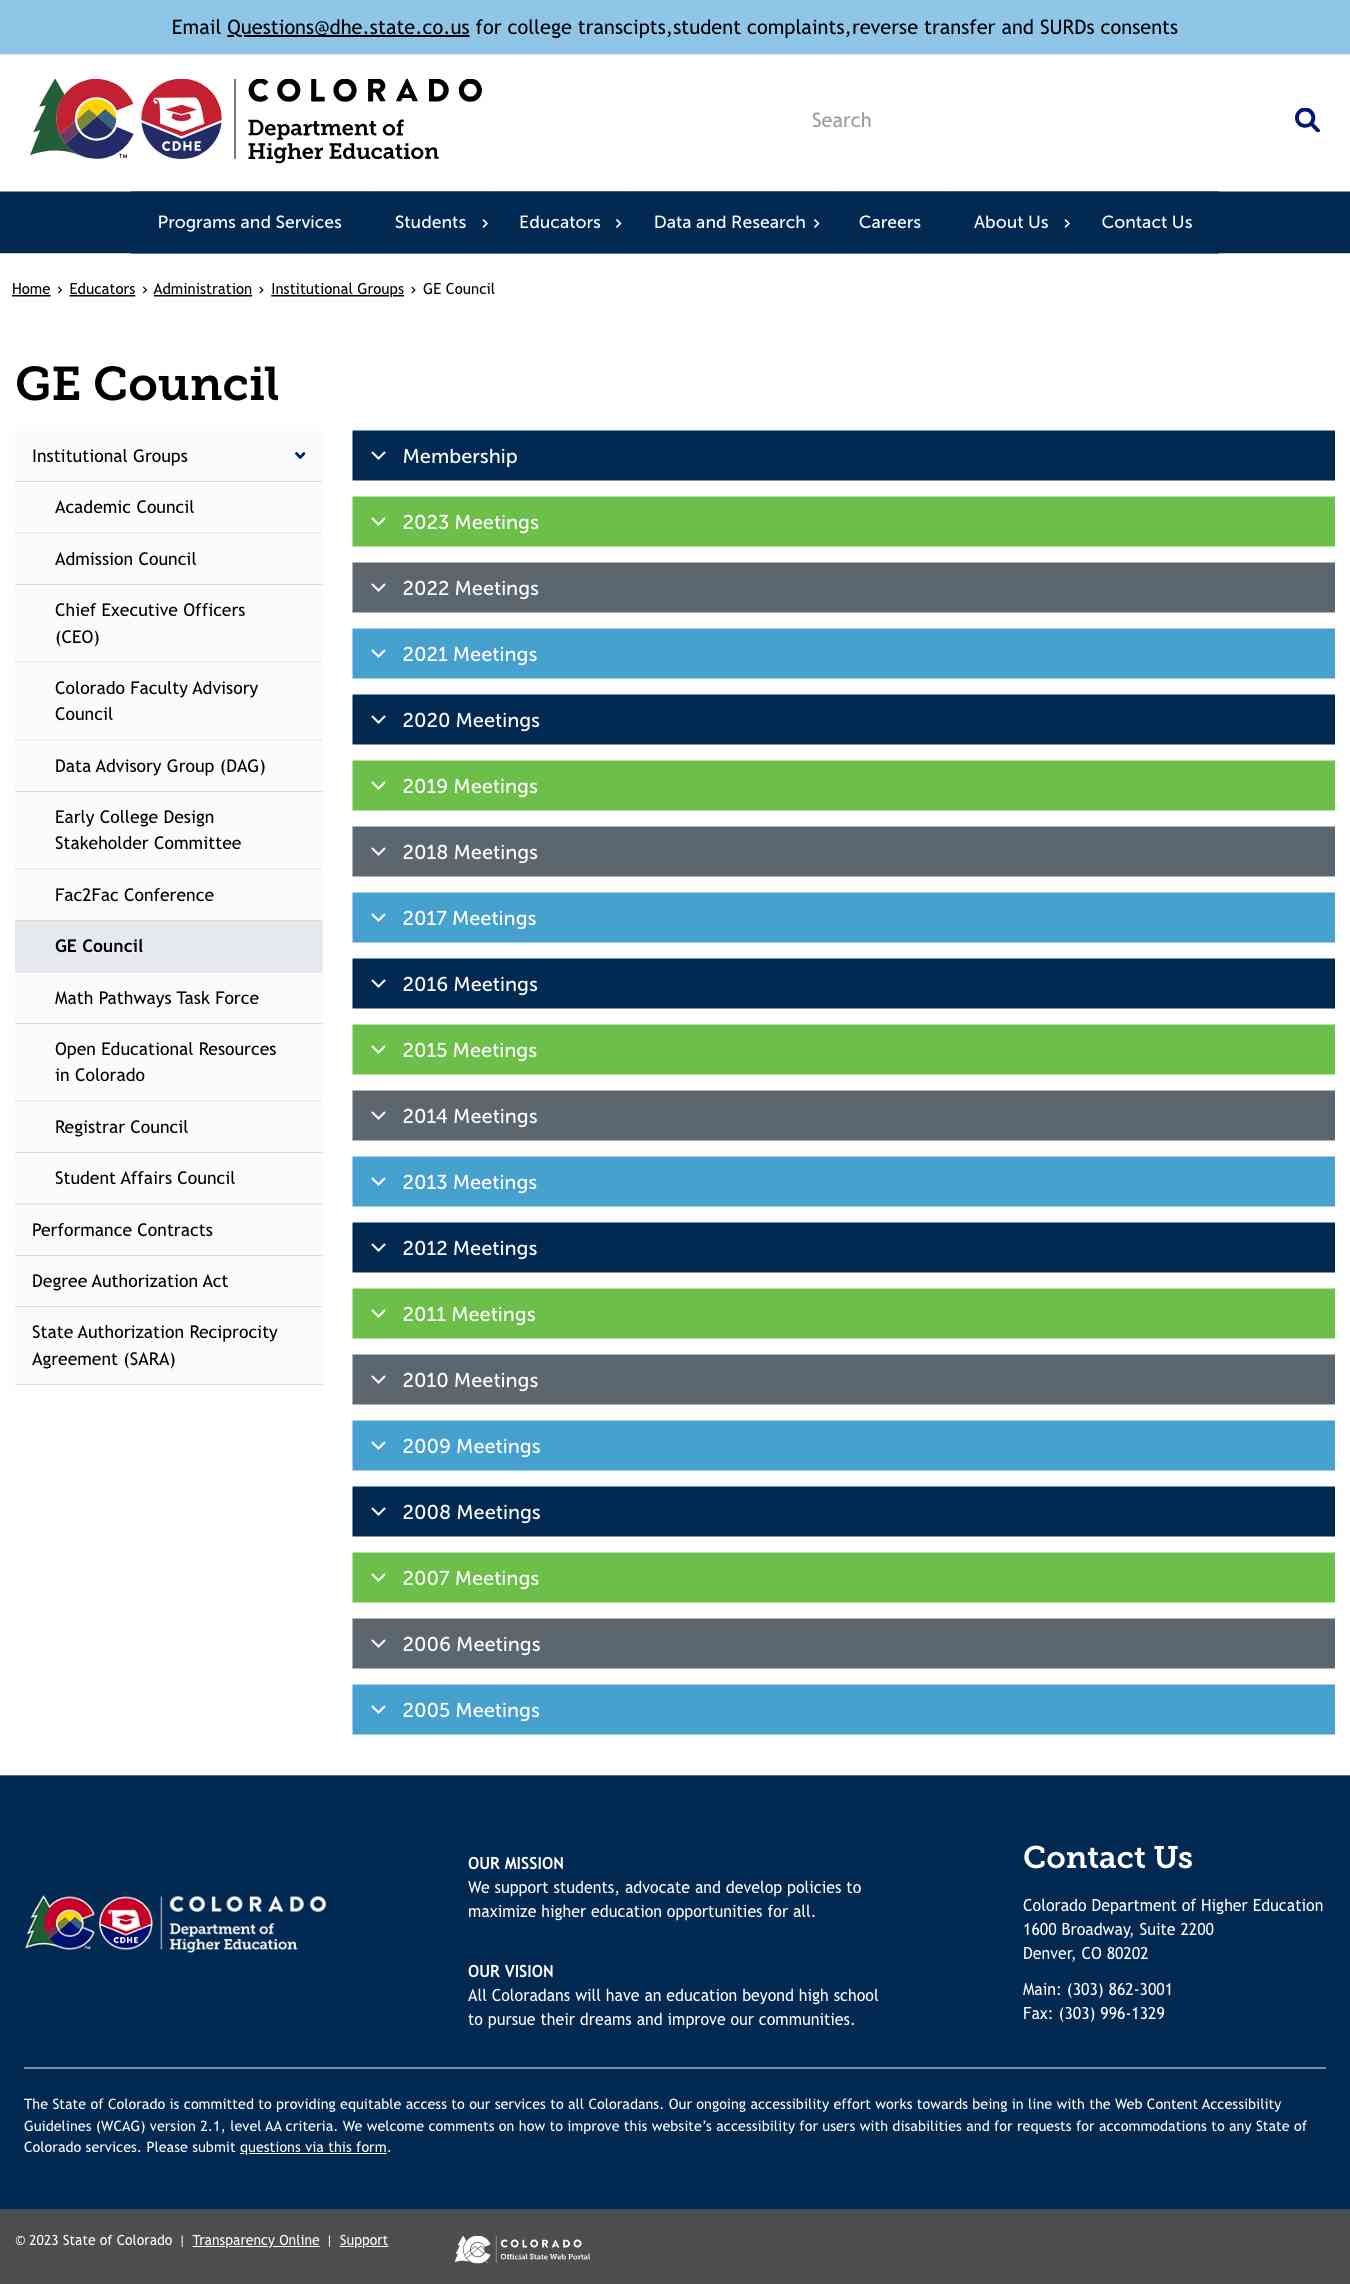 Email Questions@dhe.state.co.us for college transcipts,student complaints,reverse transfer and SURDs consents
COLORADO
Department of
Higher Education
CDHE
TM
Search
Programs and Services Students Educators Data and Research Careers About Us Contact Us
Home › Educators › Administration › Institutional Groups › GE Council
GE Council
Institutional Groups
Academic Council
Admission Council
Chief Executive Officers
(CEO)
Colorado Faculty Advisory
Council
Data Advisory Group (DAG)
Early College Design
Stakeholder Committee
Fac2Fac Conference
GE Council
Math Pathways Task Force
Open Educational Resources
in Colorado
Registrar Council
Student Affairs Council
Performance Contracts
Degree Authorization Act
State Authorization Reciprocity
Agreement (SARA)
Membership
2023 Meetings
2022 Meetings
2021 Meetings
2020 Meetings
2019 Meetings
2018 Meetings
2017 Meetings
2016 Meetings
2015 Meetings
2014 Meetings
2013 Meetings
2012 Meetings
2011 Meetings
2010 Meetings
2009 Meetings
2008 Meetings
2007 Meetings
2006 Meetings
2005 Meetings
COLORADO
Department of
Higher Education
CDHE
OUR MISSION
We support students, advocate and develop policies to
maximize higher education opportunities for all.
OUR VISION
All Coloradans will have an education beyond high school
to pursue their dreams and improve our communities.
Contact Us
Colorado Department of Higher Education
1600 Broadway, Suite 2200
Denver, CO 80202
Main: (303) 862-3001
Fax: (303) 996-1329
The State of Colorado is committed to providing equitable access to our services to all Coloradans. Our ongoing accessibility effort works towards being in line with the Web Content Accessibility
Guidelines (WCAG) version 2.1, level AA criteria. We welcome comments on how to improve this website's accessibility for users with disabilities and for requests for accommodations to any State of
Colorado services. Please submit questions via this form.
© 2023 State of Colorado | Transparency Online | Support
COLORADO
Official State Web Portal